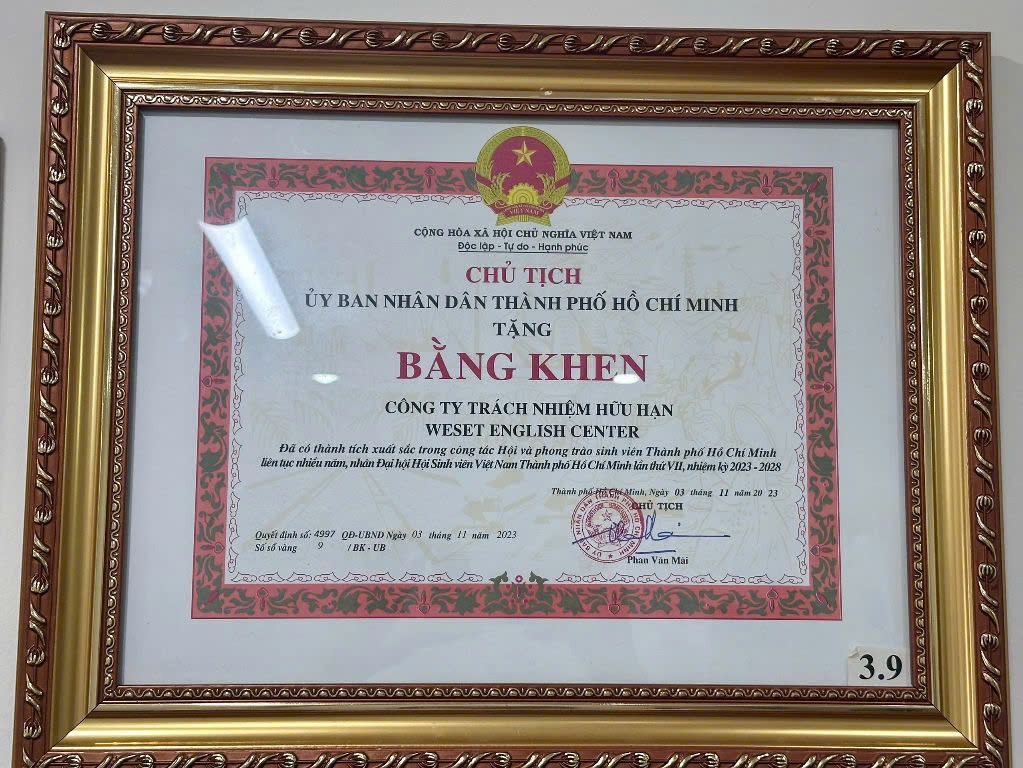 VIỆT NAM
CỘNG HÒA XÃ HỘI CHỦ NGHĨA VIỆT NAM
Độc lập - Tự do - Hạnh phúc
CHỦ TỊCH
ỦY BAN NHÂN DÂN THÀNH PHỐ HỒ CHÍ MINH
TẶNG
BẰNG KHEN
CÔNG TY TRÁCH NHIỆM HỮU HẠN
WESET ENGLISH CENTER
Đã có thành tích xuất sắc trong công tác Hội và phong trào sinh viên Thành phố Hồ Chí Minh
liên tục nhiều năm, nhân Đại hội Hội Sinh viên Việt Nam Thành phố Hồ Chí Minh lần thứ VII, nhiệm kỳ 2023 - 2028
Thành phố Hồ Chí Minh, Ngày 03 tháng 11 năm 20 23
CHỦ TỊCH
Quyết định số: 4997 QĐ-UBND Ngày 03 tháng 11 năm 2023
Số sổ vàng 9 / BK - UB
Phan Văn Mãi
3.9